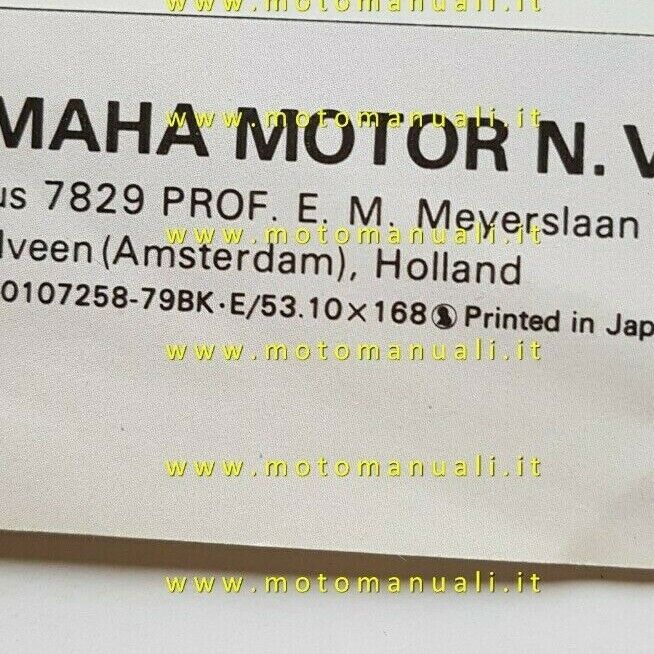 www.motomanuali.it
MAHA MOTOR N. V
www.motomanuali.it
us 7829 PROF. E. M. Meyerslaan
www.motomanuali.it
lveen (Amsterdam), Holland
0107258-79BK·E/53.10×168 Printed in Jap
www.motomanuali.it
www.motomanuali.it
www.motomanuali.it